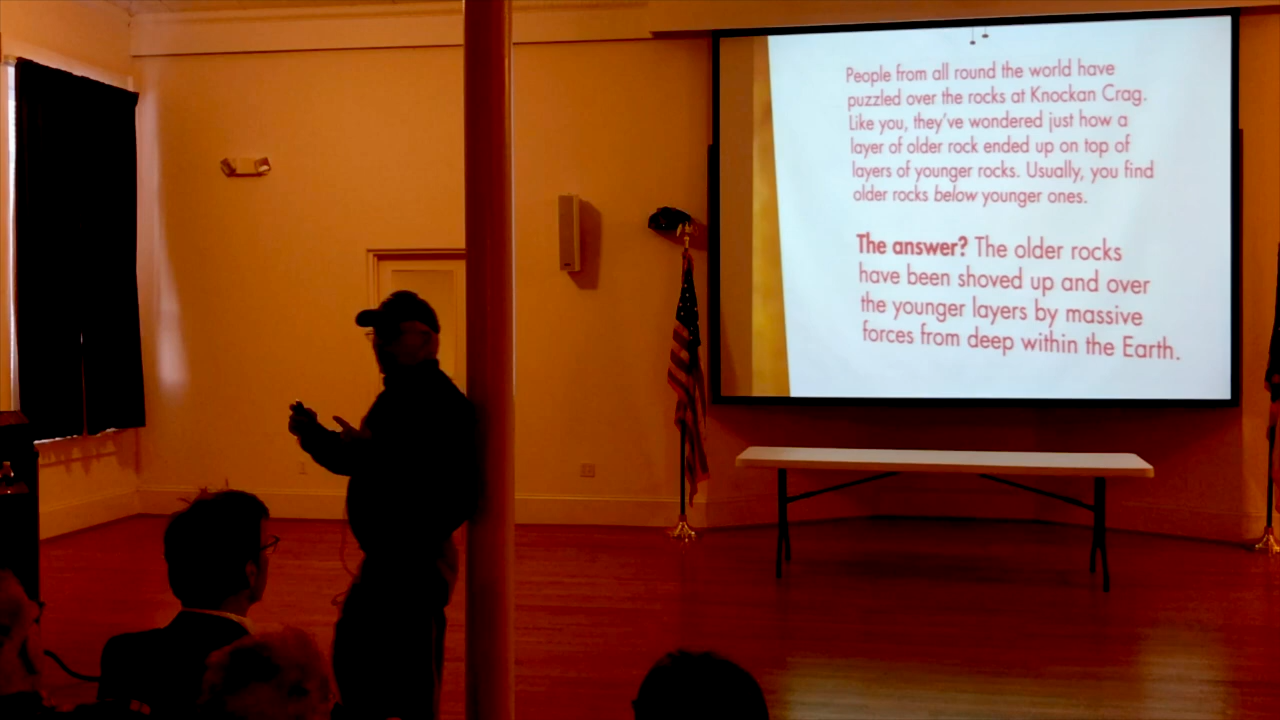 People from all round the world have
puzzled over the rocks at Knockan Crag.
Like you, they've wondered just how a
layer of older rock ended up on top of
layers of younger rocks. Usually, you find
older rocks below younger ones.
The answer? The older rocks
have been shoved up and over
the younger layers by massive
forces from deep within the Earth.